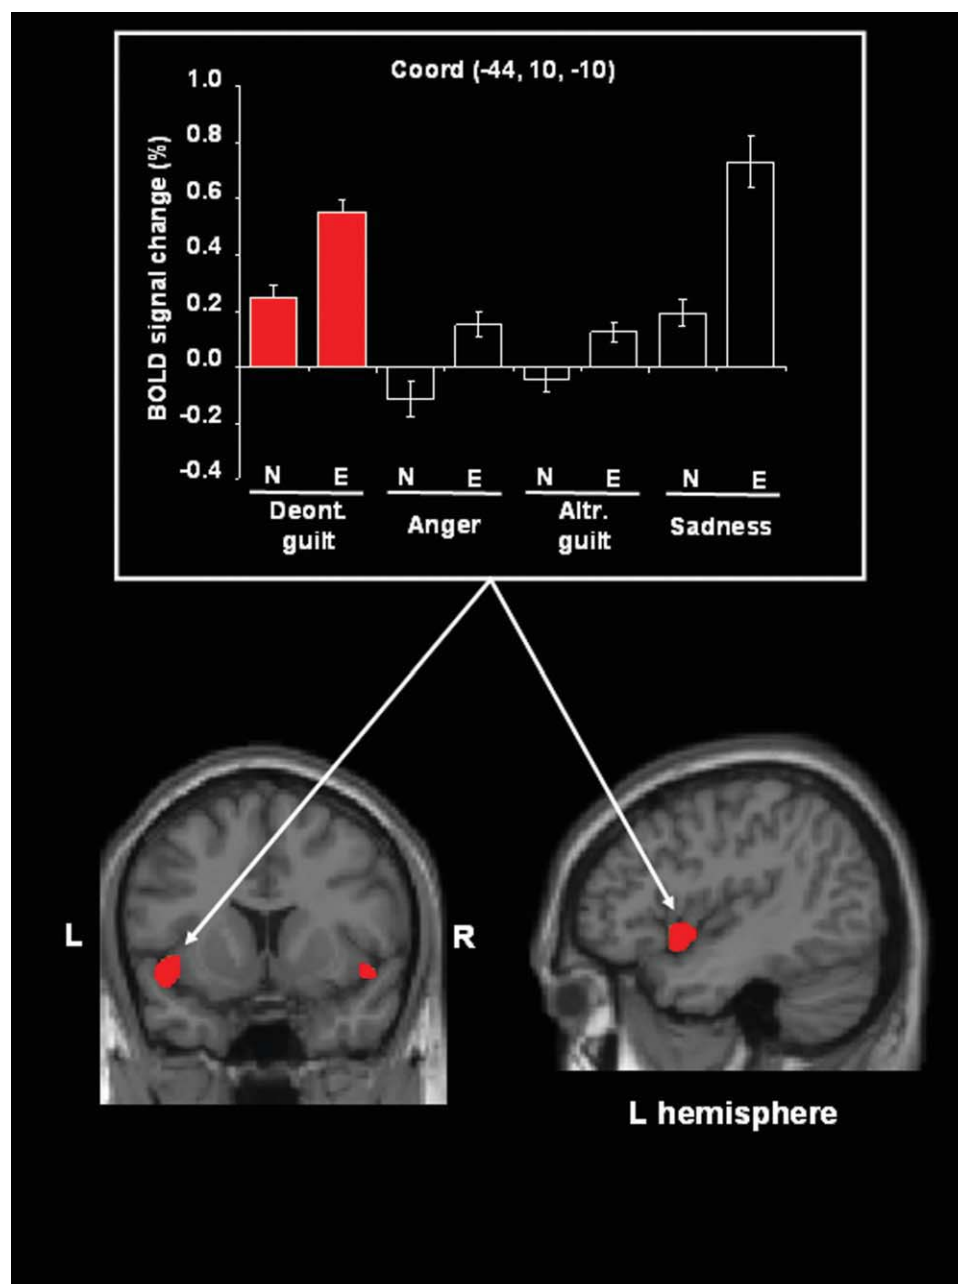 Coord (-44, 10, -10)
BOLD signal change (%)
1.0
0.8
0.6
0.4
0.2
0.0
-0.2
-0.4
N E N E N E N E
Deont. guilt
Anger
Altr. guilt
Sadness
L
R
L hemisphere